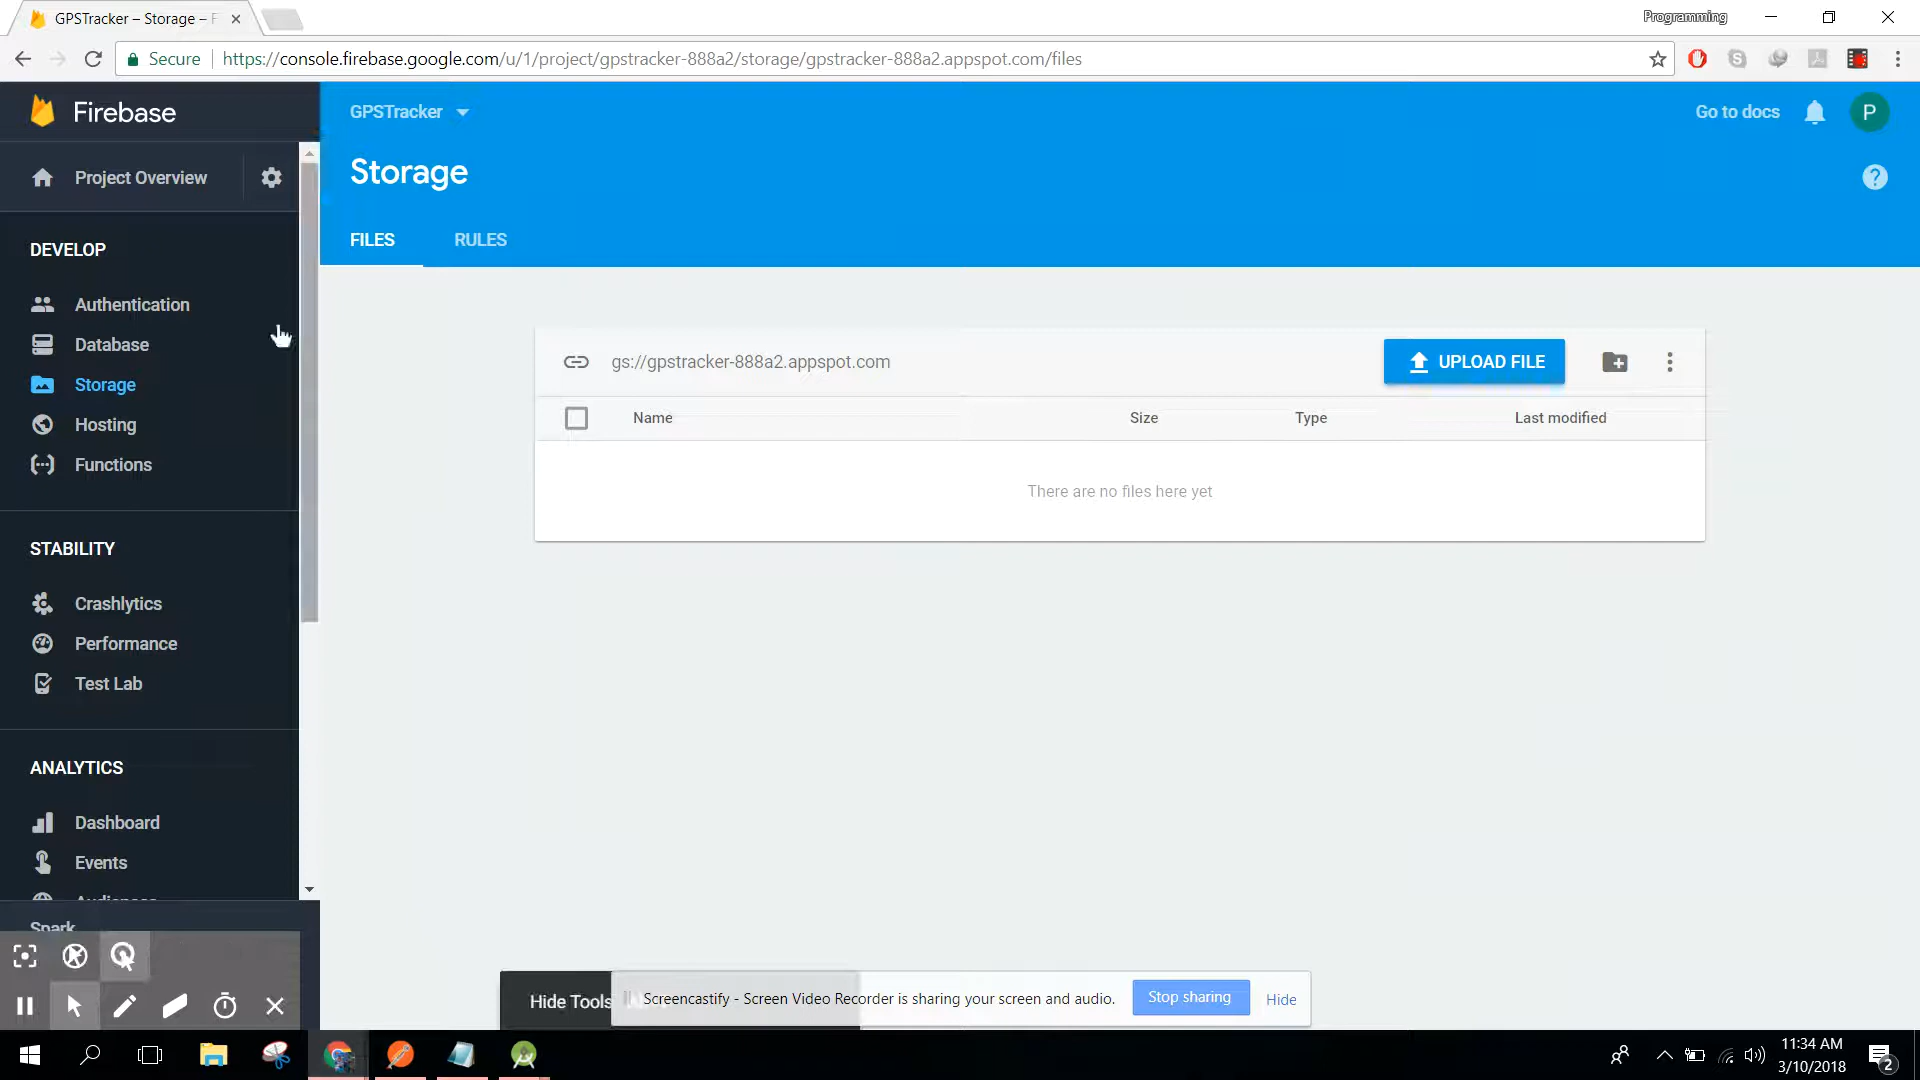 GPSTracker – Storage – F
Programming
Secure
https://console.firebase.google.com/u/1/project/gpstracker-888a2/storage/gpstracker-888a2.appspot.com/files
Firebase
Project Overview
DEVELOP
Authentication
Database
Storage
Hosting
Functions
STABILITY
Crashlytics
Performance
Test Lab
ANALYTICS
Dashboard
Events
Audiences
Spark
GPSTracker
Go to docs
P
Storage
FILES
RULES
gs://gpstracker-888a2.appspot.com
UPLOAD FILE
Name Size Type Last modified
There are no files here yet
Hide Tools
Screencastify - Screen Video Recorder is sharing your screen and audio.
Stop sharing
Hide
11:34 AM
3/10/2018
2